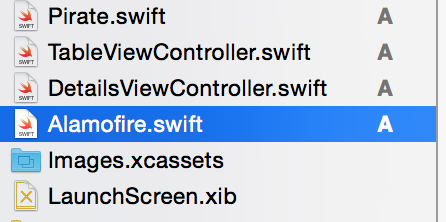 Pirate.swift A
TableViewController.swift A
DetailsViewController.swift A
Alamofire.swift A
Images.xcassets
LaunchScreen.xib